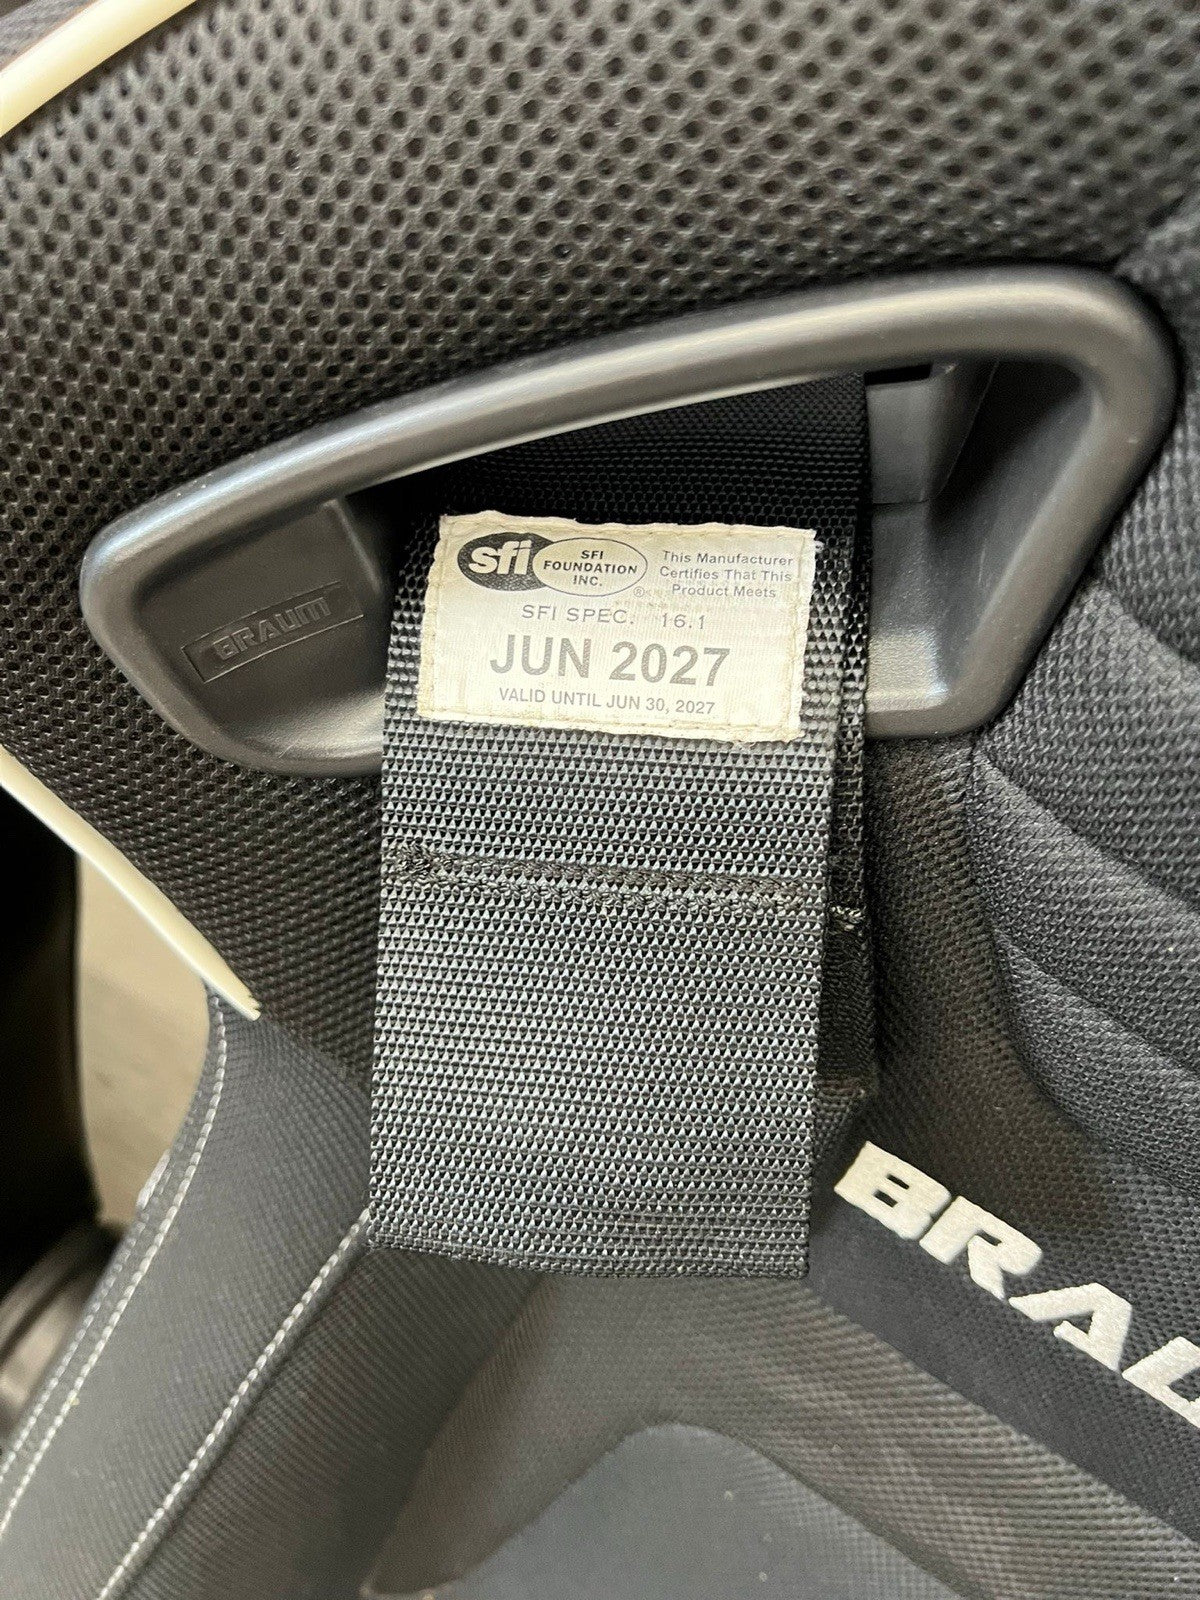 sfi
SFI
FOUNDATION
INC.
®
This Manufacturer
Certifies That This
Product Meets
SFI SPEC. 16.1
JUN 2027
VALID UNTIL JUN 30, 2027
BRAUM
BRAU